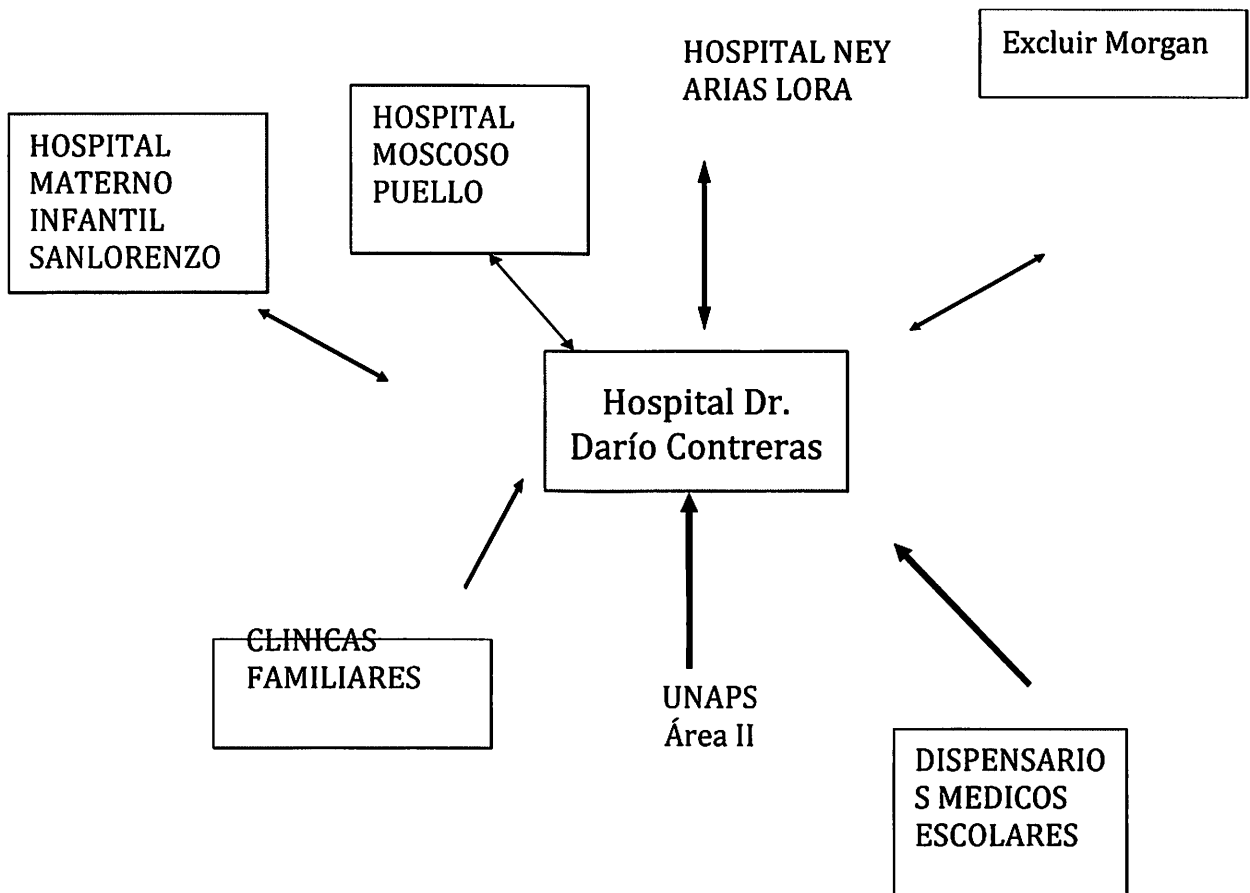 HOSPITAL NEY
ARIAS LORA
Excluir Morgan
HOSPITAL
MOSCOSO
PUELLO
HOSPITAL
MATERNO
INFANTIL
SANLORENZO
Hospital Dr.
Darío Contreras
CLINICAS
FAMILIARES
UNAPS
Área II
DISPENSARIO
S MEDICOS
ESCOLARES